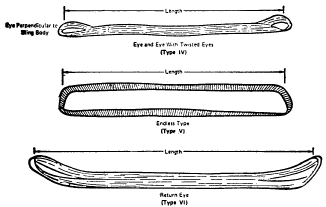 Length
Eye Perpendicular to
Sling Body
Eye and Eye With Twisted Eyes
(Type IV)
Length
Endless Type
(Type V)
Length
Return Eye
(Type VI)